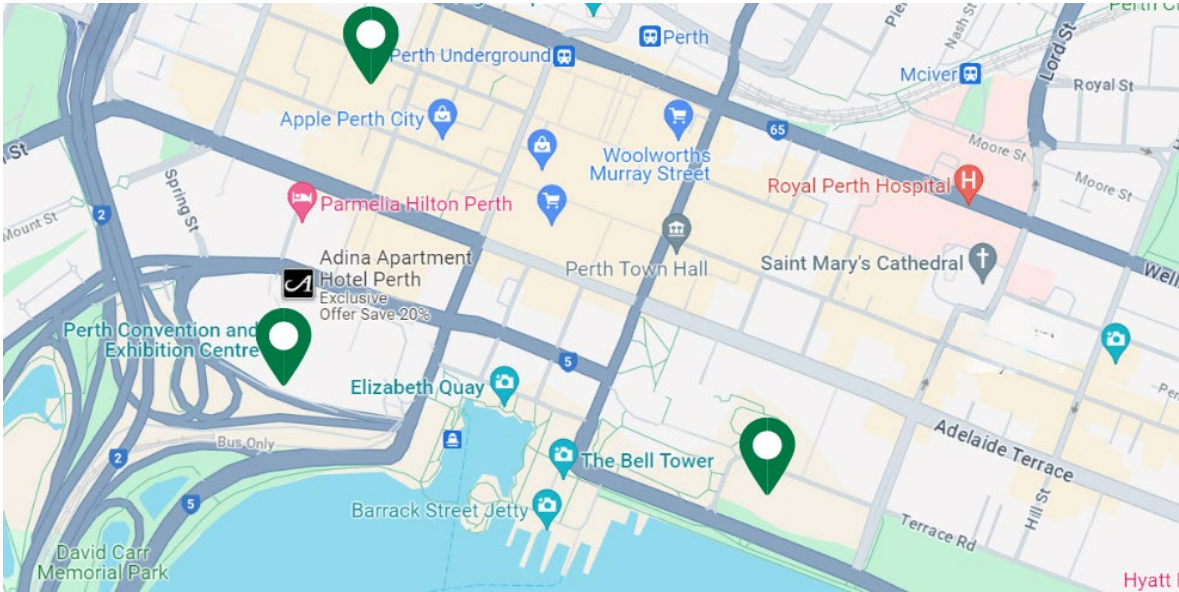 Perth
Perth Underground
Mciver
Lord St
Nash St
Royal St
Apple Perth City
65
Moore St
Woolworths
Murray Street
Royal Perth Hospital
H
Moore St
Spring St
2
Parmelia Hilton Perth
Mount St
Perth Town Hall
Saint Mary's Cathedral
Adina Apartment
Hotel Perth
Exclusive
Offer Save 20%
Perth Convention and
Exhibition Centre
5
Elizabeth Quay
Bus Only
2
The Bell Tower
Adelaide Terrace
5
Barrack Street Jetty
Hill St
Terrace Rd
David Carr
Memorial Park
Hyatt